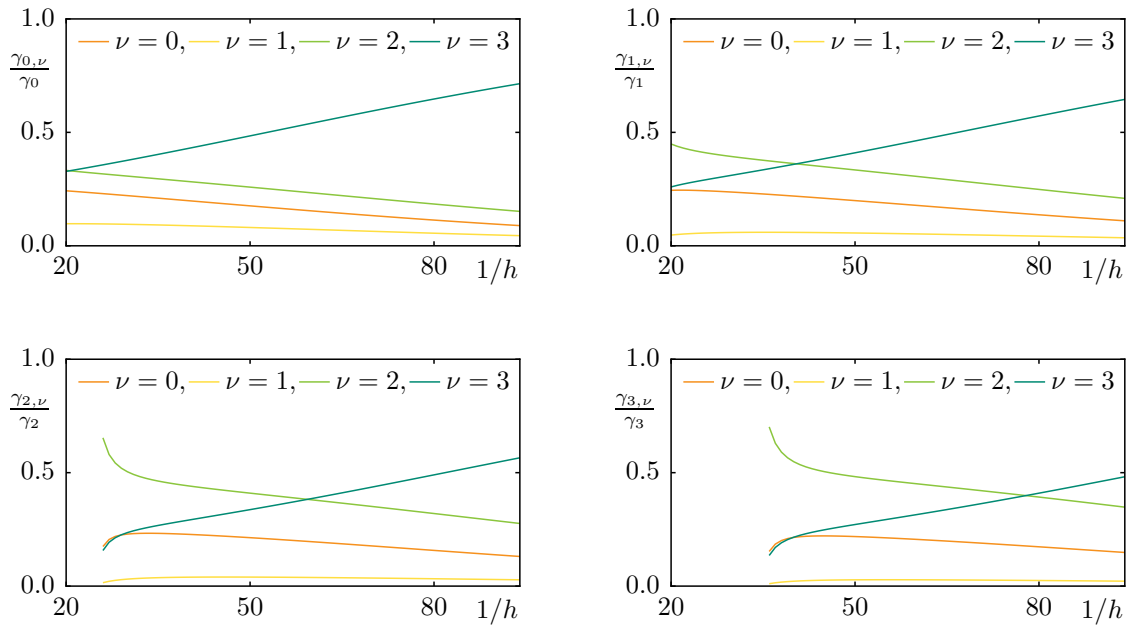 1.0
ν = 0, ν = 1, ν = 2, ν = 3
γ0,ν
γ0
0.5
0.0
20 50 80 1/h
1.0
ν = 0, ν = 1, ν = 2, ν = 3
γ1,ν
γ1
0.5
0.0
20 50 80 1/h
1.0
ν = 0, ν = 1, ν = 2, ν = 3
γ2,ν
γ2
0.5
0.0
20 50 80 1/h
1.0
ν = 0, ν = 1, ν = 2, ν = 3
γ3,ν
γ3
0.5
0.0
20 50 80 1/h